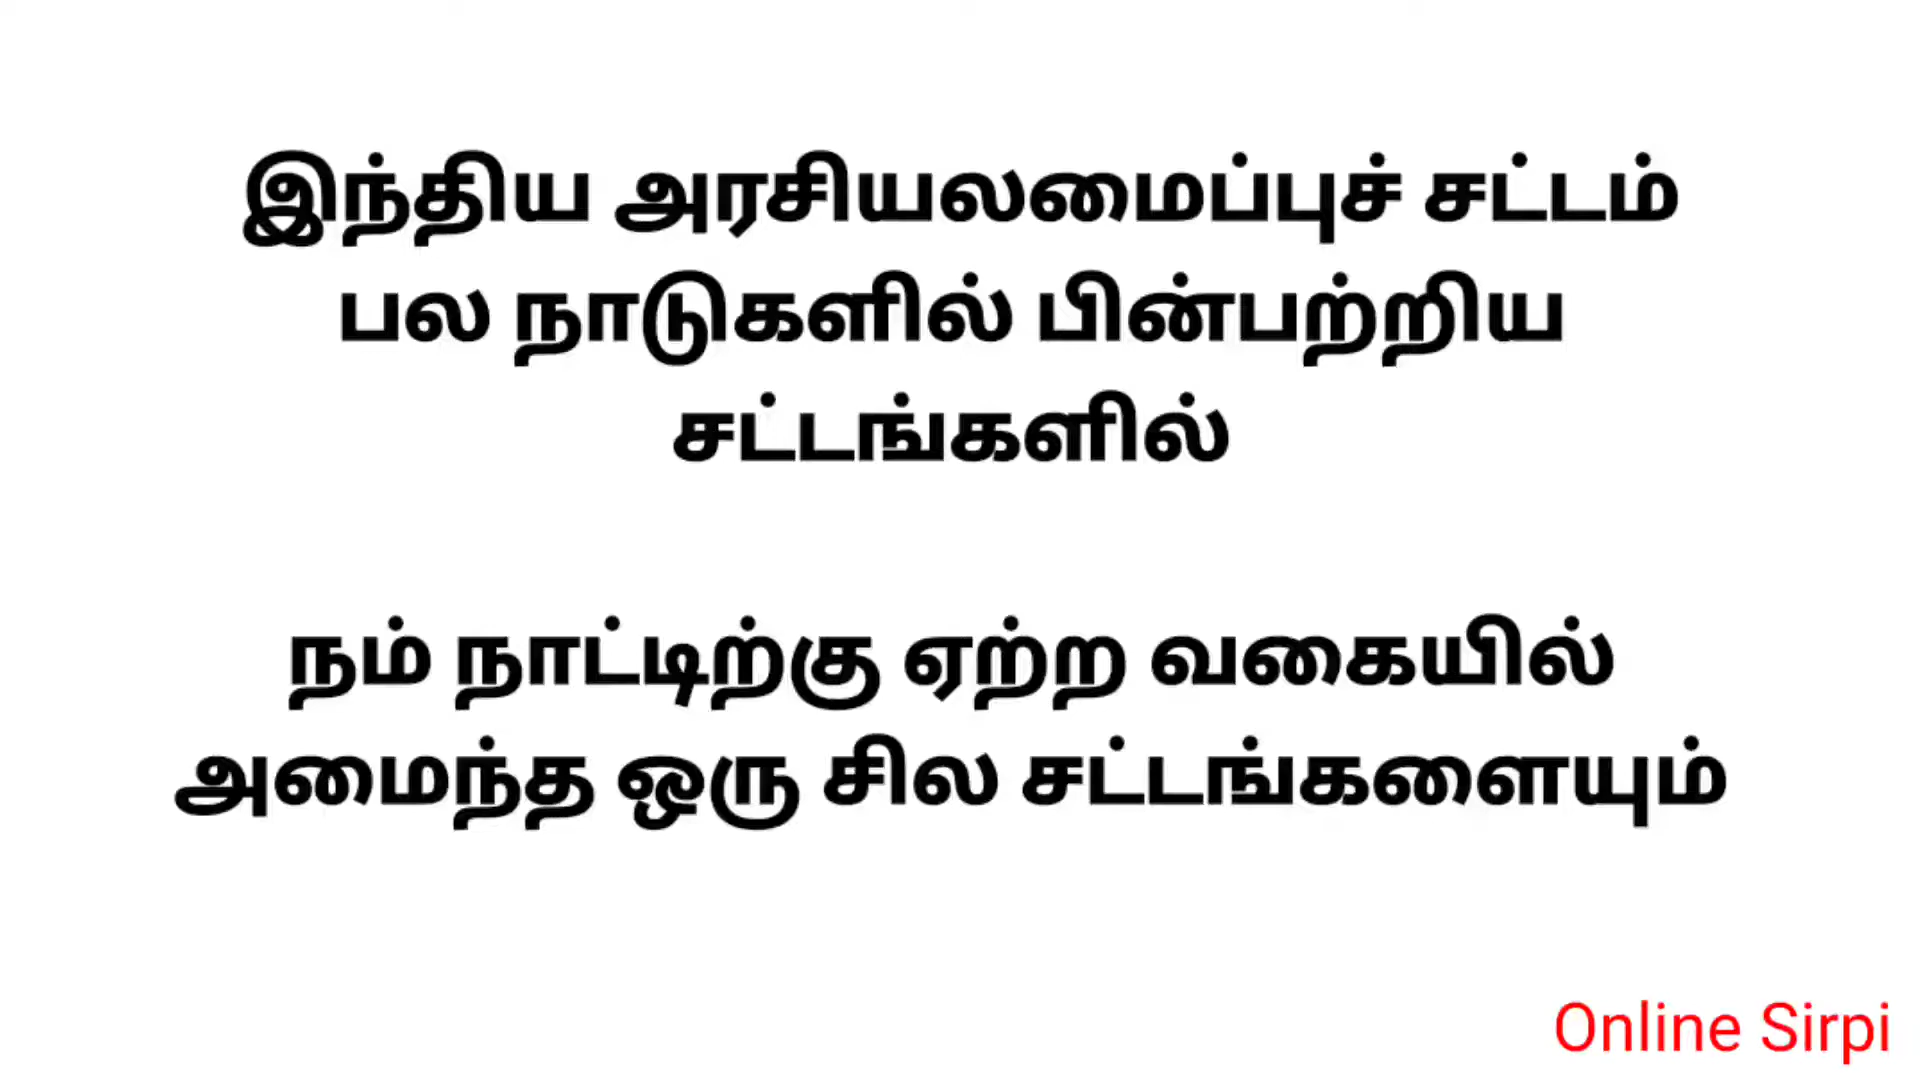 இந்திய அரசியலமைப்புச் சட்டம்
பல நாடுகளில் பின்பற்றிய
சட்டங்களில்
நம் நாட்டிற்கு ஏற்ற வகையில்
அமைந்த ஒரு சில சட்டங்களையும்
Online Sirpi